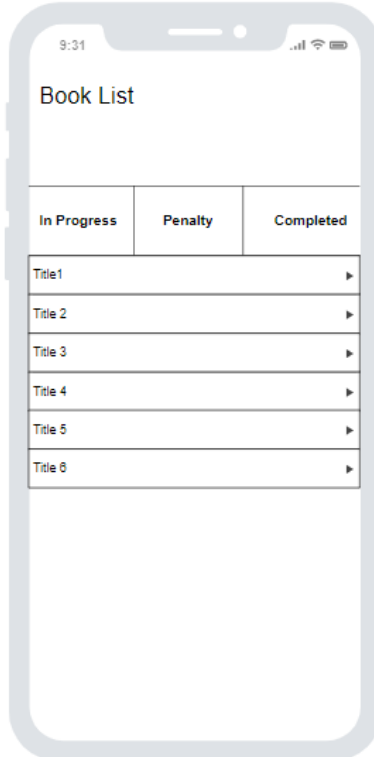 9:31
Book List
In Progress Penalty Completed
Title1
Title 2
Title 3
Title 4
Title 5
Title 6